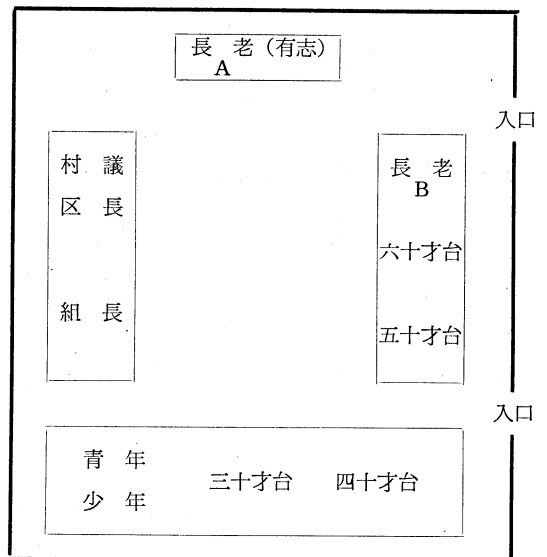 長老（有志）
A
入口
村議
区長
組長
長老
B
六十才台
五十才台
入口
青年
少年
三十才台
四十才台